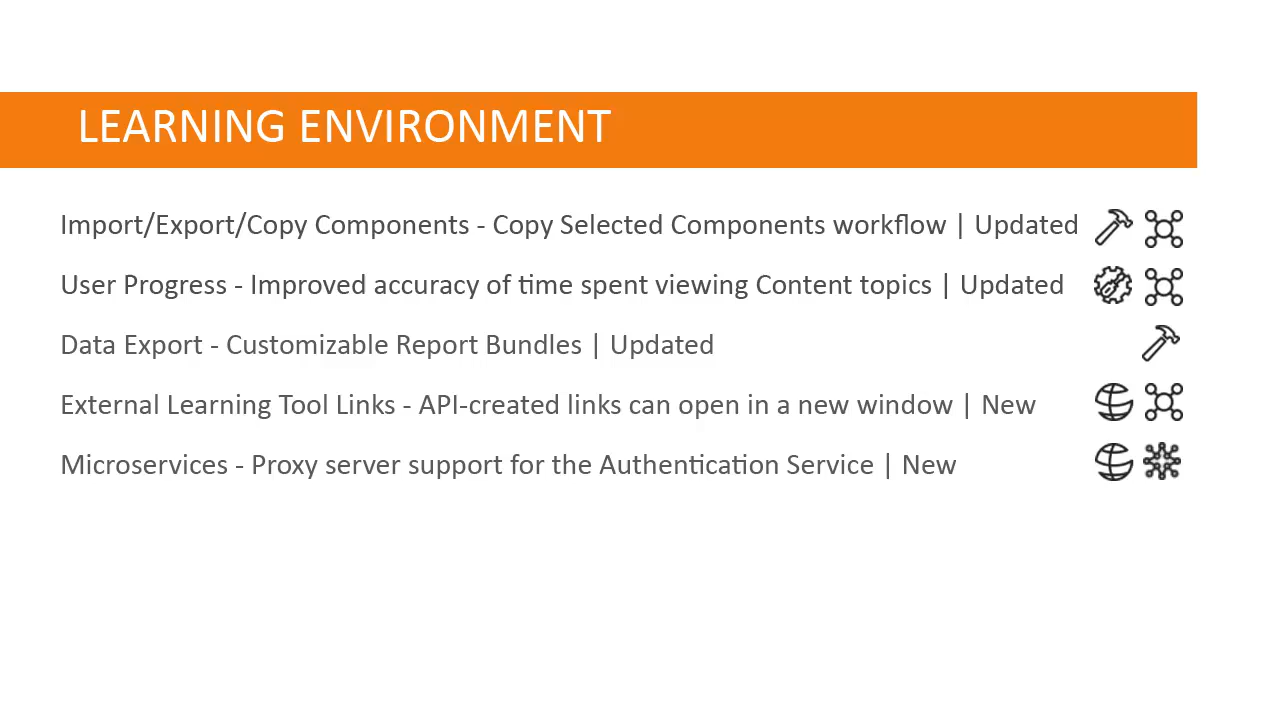 LEARNING ENVIRONMENT
Import/Export/Copy Components - Copy Selected Components workflow | Updated
User Progress - Improved accuracy of time spent viewing Content topics | Updated
Data Export - Customizable Report Bundles | Updated
External Learning Tool Links - API-created links can open in a new window | New
Microservices - Proxy server support for the Authentication Service | New